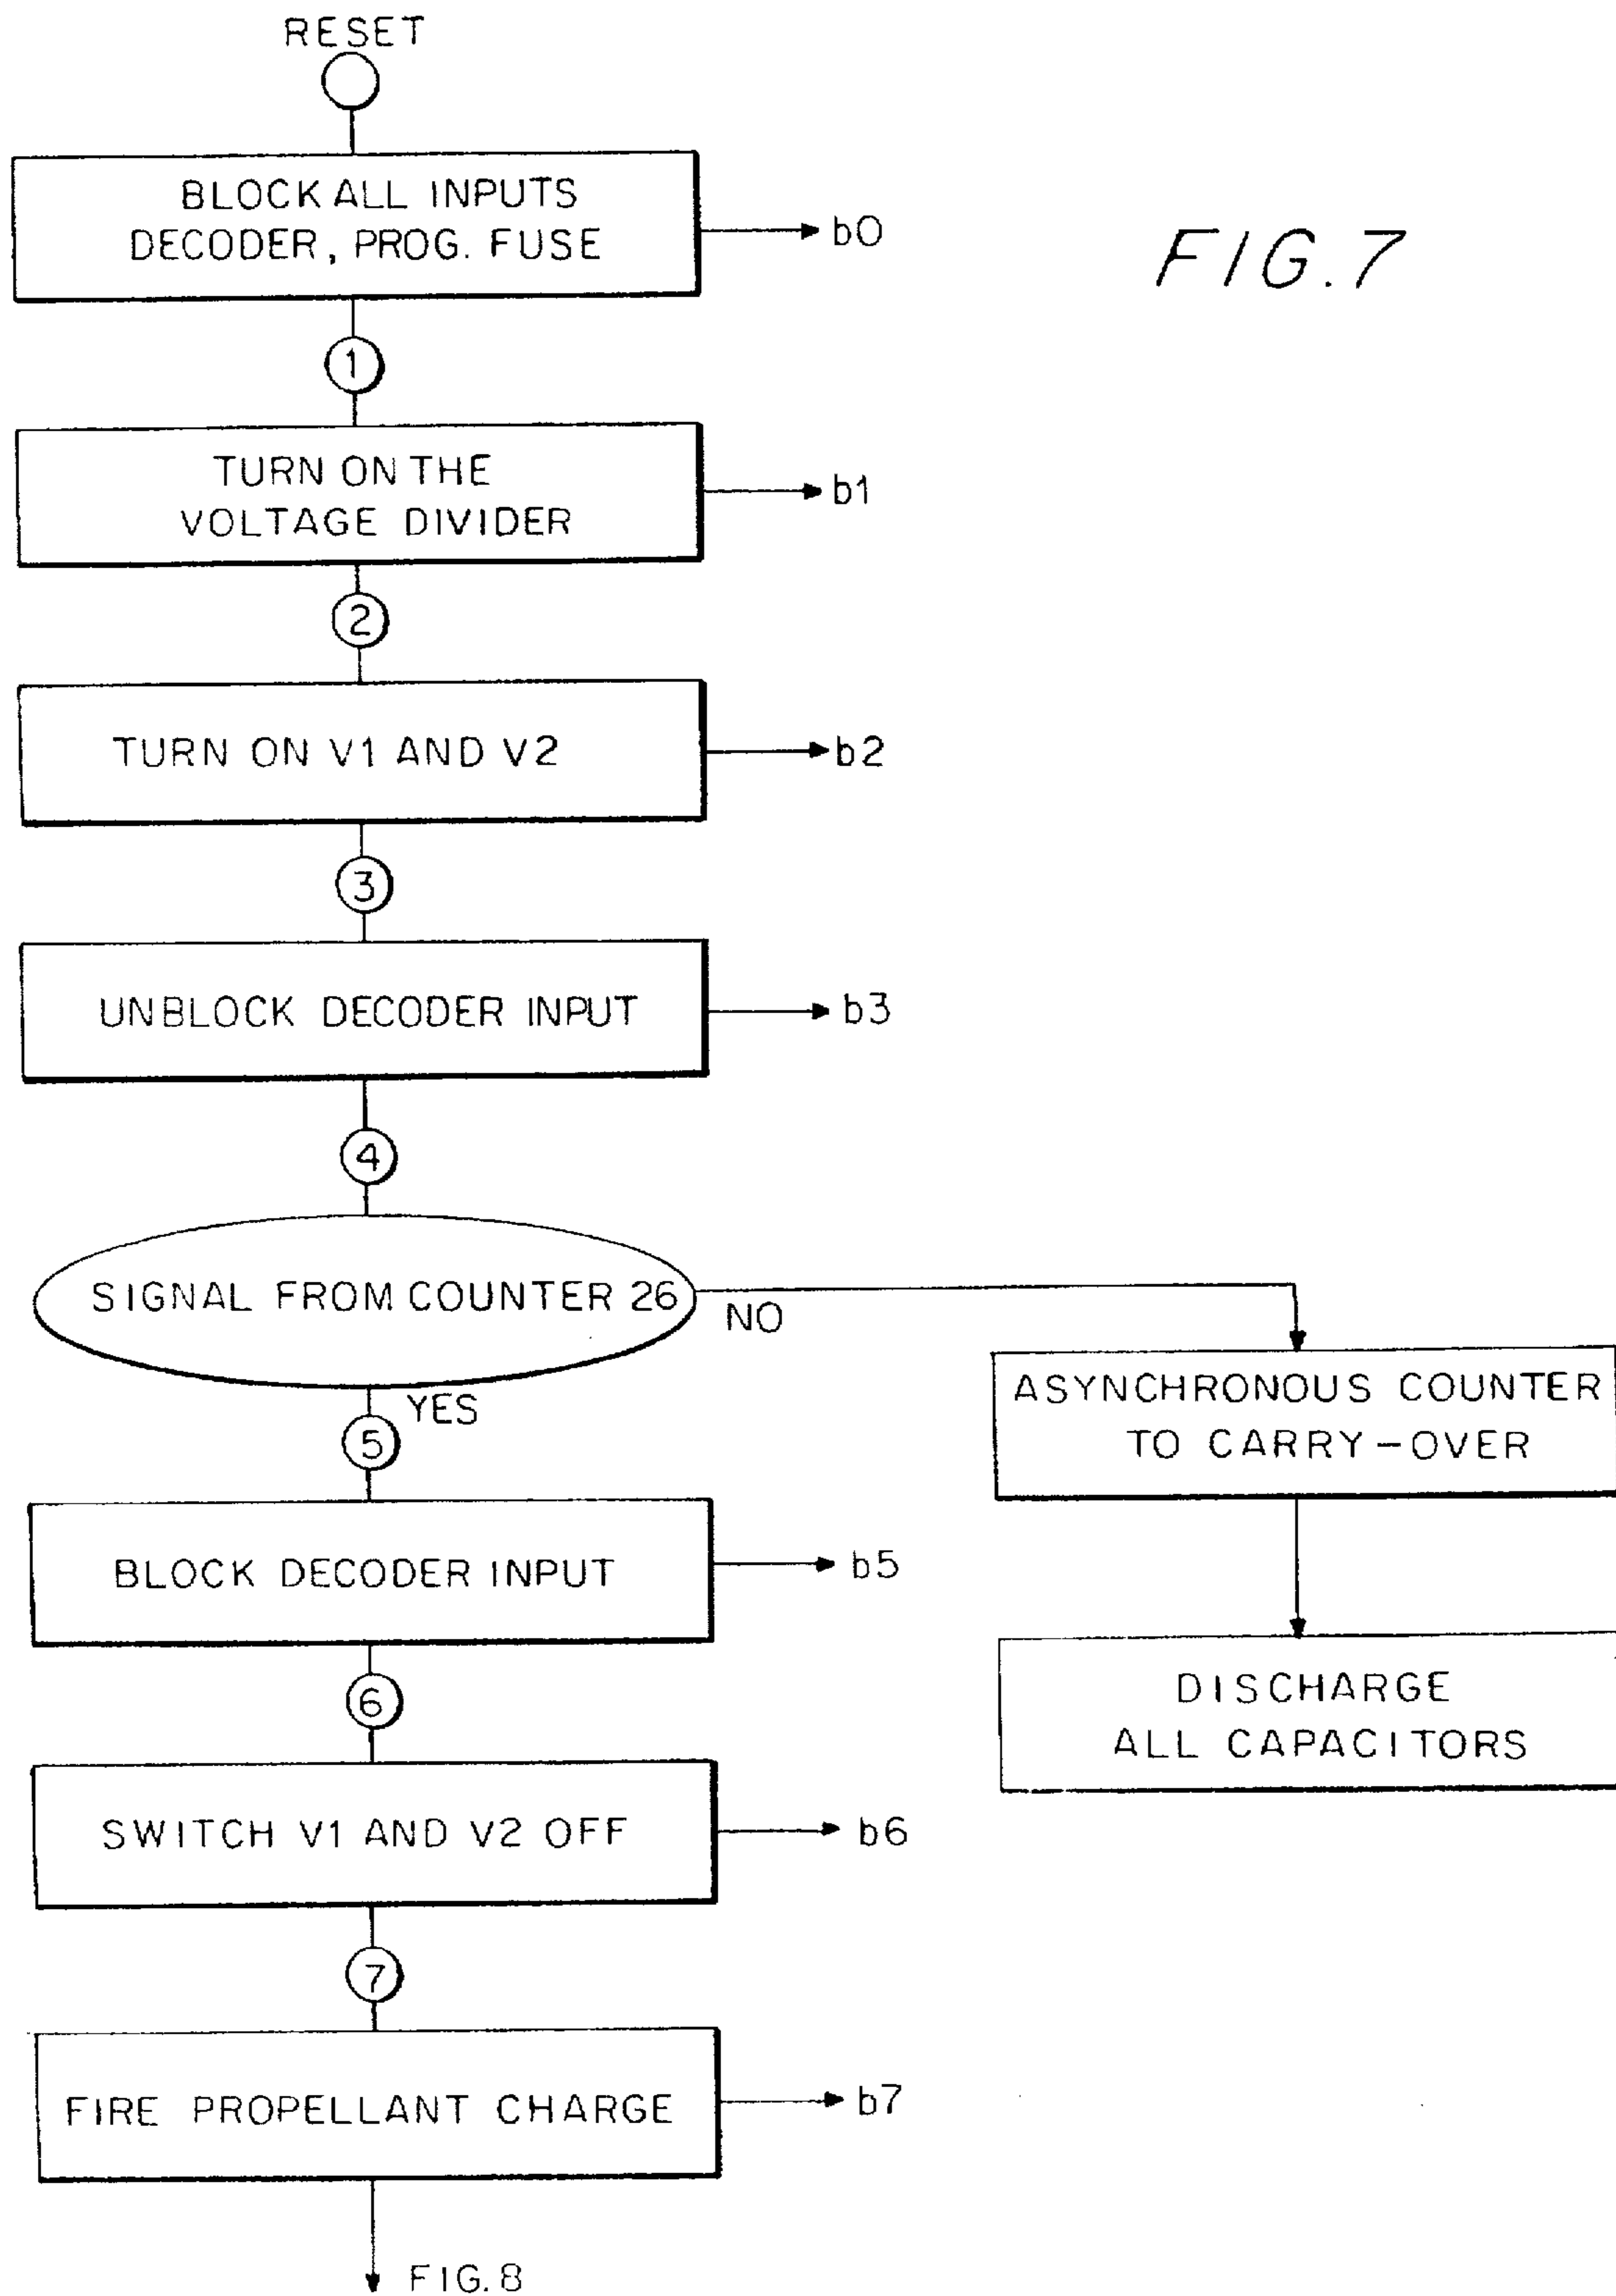 RESET
BLOCK ALL INPUTS
DECODER, PROG. FUSE
b0
FIG. 7
1
TURN ON THE
VOLTAGE DIVIDER
b1
2
TURN ON V1 AND V2
b2
3
UNBLOCK DECODER INPUT
b3
4
SIGNAL FROM COUNTER 26
NO
YES
ASYNCHRONOUS COUNTER
TO CARRY-OVER
5
BLOCK DECODER INPUT
b5
DISCHARGE
ALL CAPACITORS
6
SWITCH V1 AND V2 OFF
b6
7
FIRE PROPELLANT CHARGE
b7
FIG. 8